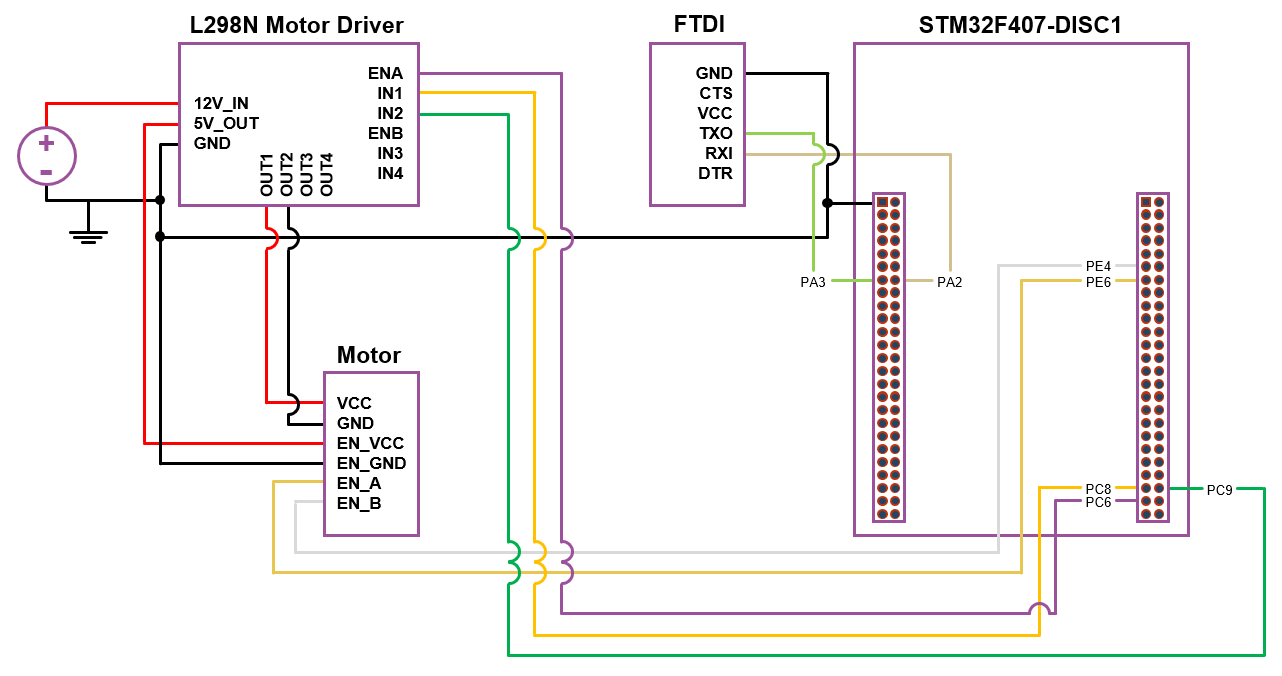 L298N Motor Driver
FTDI
STM32F407-DISC1
ENA
IN1
IN2
ENB
IN3
IN4
12V_IN
5V_OUT
GND
OUT1
OUT2
OUT3
OUT4
+
-
GND
CTS
VCC
TXO
RXI
DTR
PA3
PA2
PE4
PE6
Motor
VCC
GND
EN_VCC
EN_GND
EN_A
EN_B
PC8
PC6
PC9